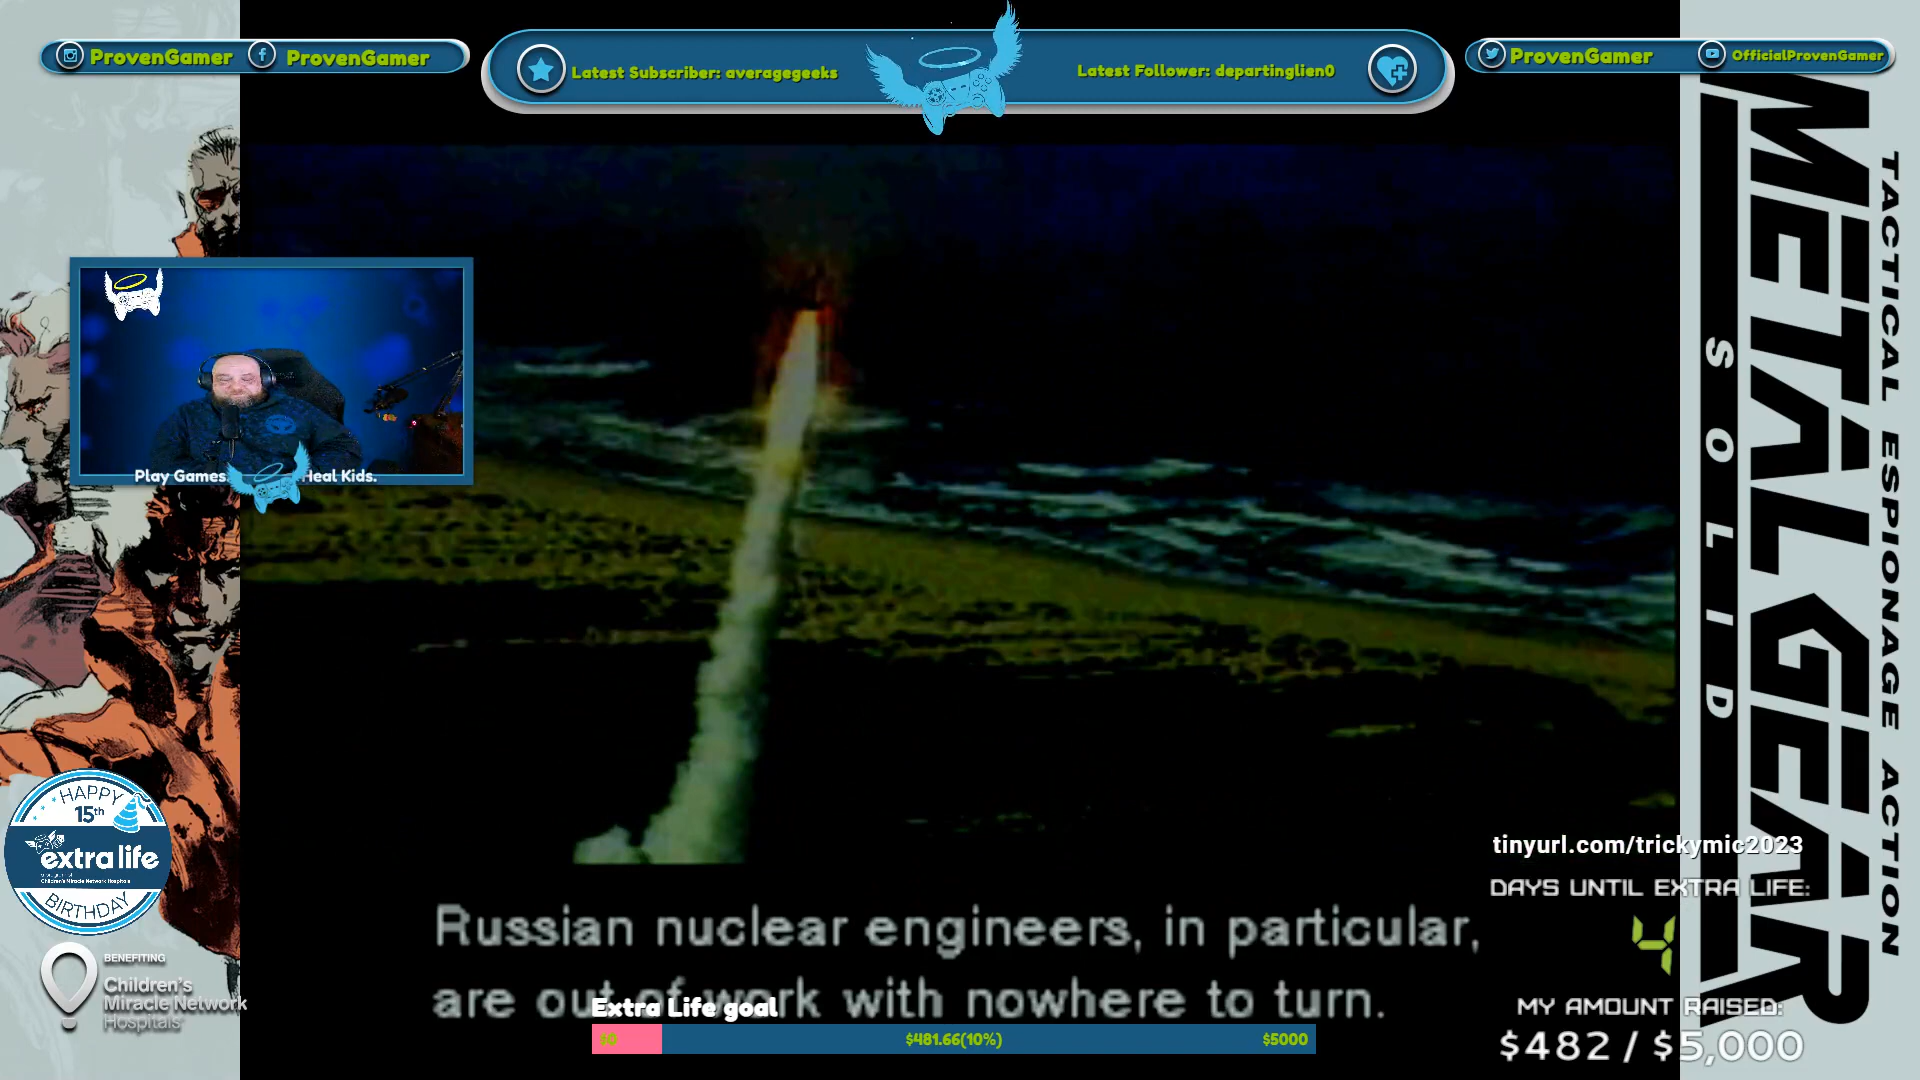 ProvenGamer
ProvenGamer
Latest Subscriber: averagegeeks
Latest Follower: departinglien0
ProvenGamer
OfficialProvenGamer
Play Games.
Heal Kids.
METAL GEAR
SOLID
TACTICAL ESPIONAGE ACTION
HAPPY
15th
extra life
BIRTHDAY
BENEFITING
Children's
Miracle Network
Hospitals
tinyurl.com/trickymic2023
DAYS UNTIL EXTRA LIFE:
4
Russian nuclear engineers, in particular,
are out of work with nowhere to turn.
Extra Life goal
$481.66(10%)
$5000
MY AMOUNT RAISED:
$482 / $5,000